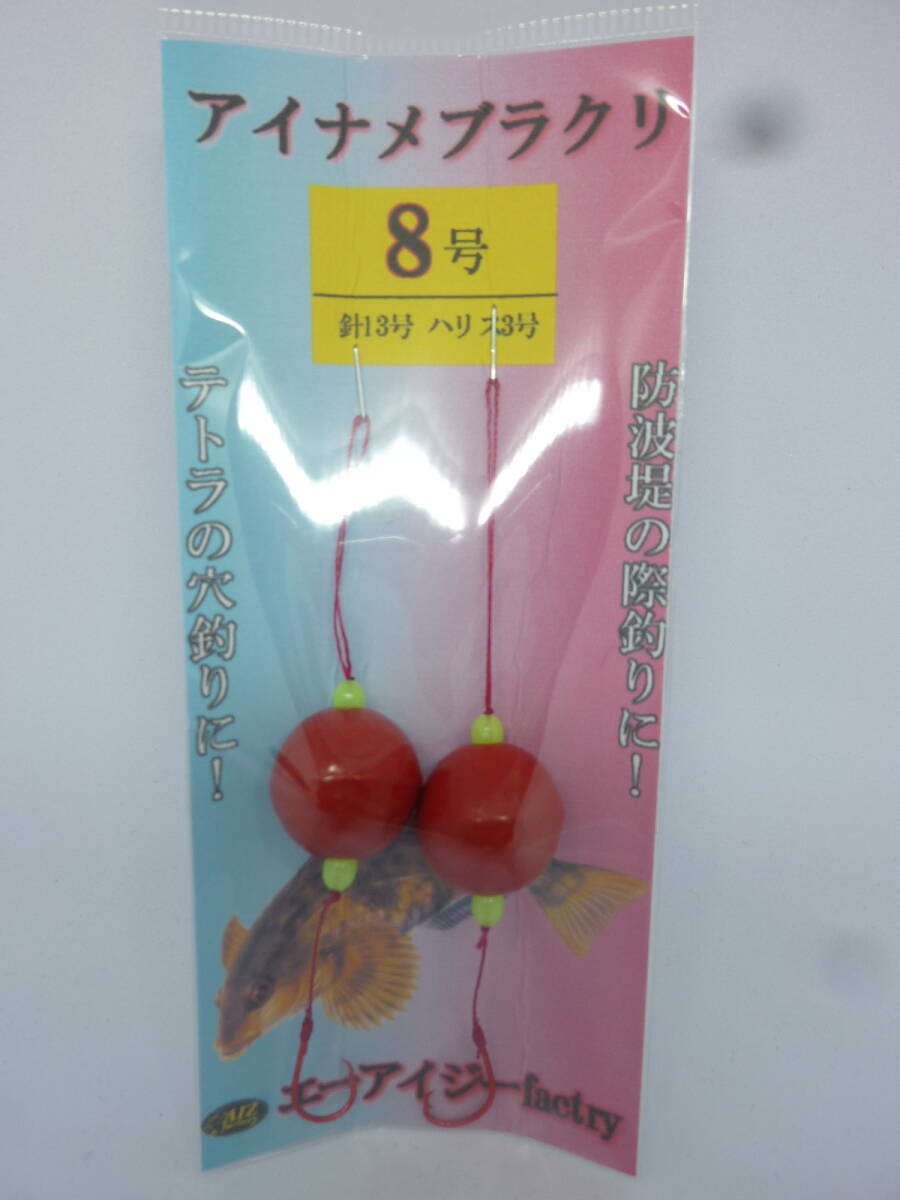 アイナメブラクリ
8号
針13号 ハリス3号
防波堤の際釣りに!
テトラの穴釣りに!
エーアイジーfactry
AIZ